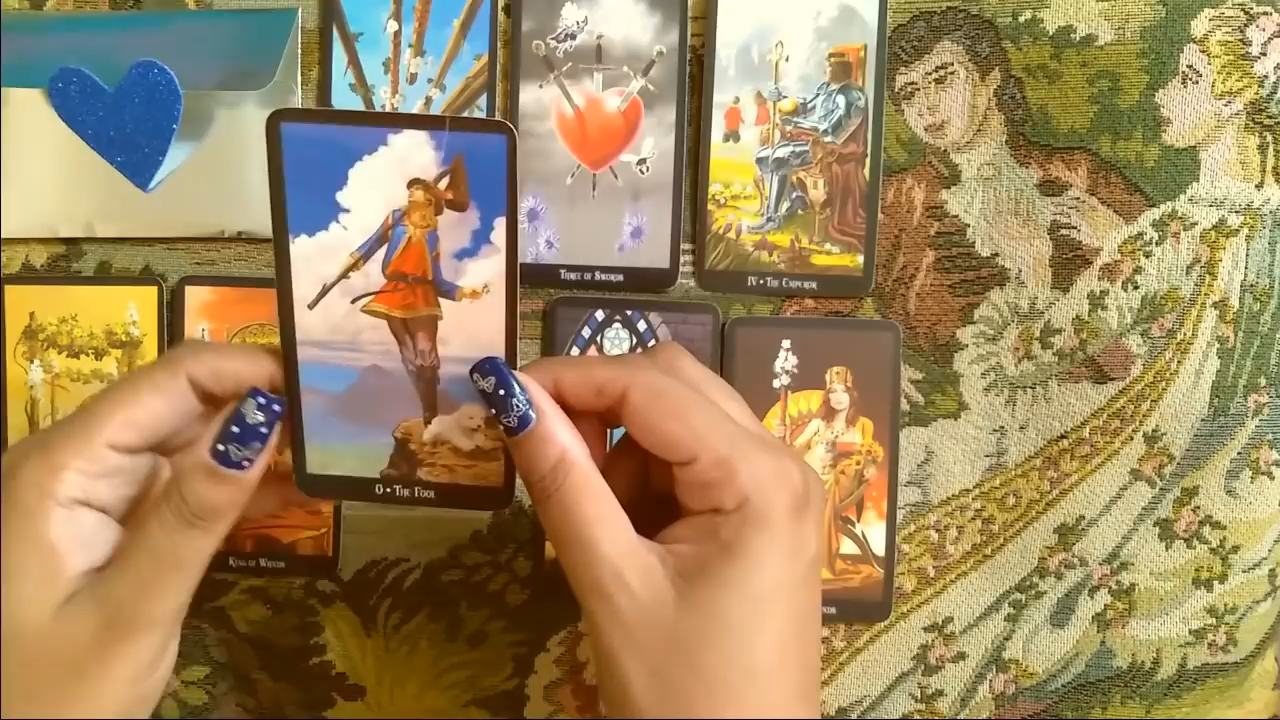 THREE OF SWORDS
IV • THE EMPEROR
0 • THE FOOL
KING OF WANDS